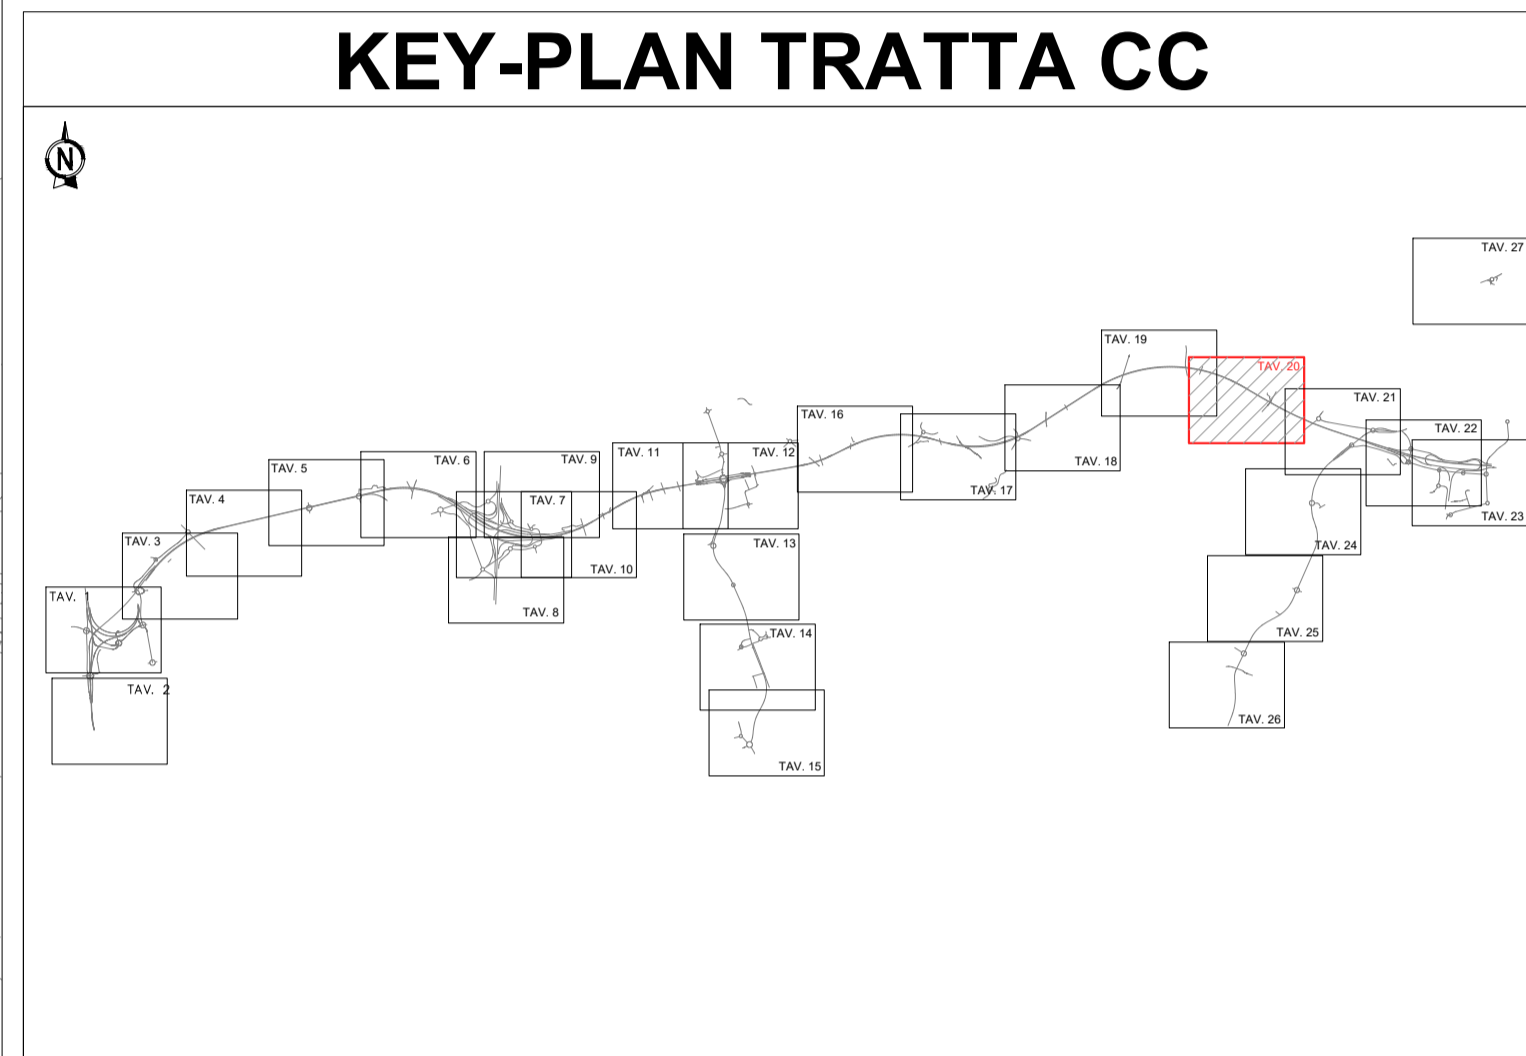 KEY-PLAN TRATTA CC
N
TAV. 27
TAV. 19
TAV. 20
TAV. 21
TAV. 16
TAV. 22
TAV. 6
TAV. 9
TAV. 11
TAV. 12
TAV. 18
TAV. 5
TAV. 17
TAV. 4
TAV. 7
TAV. 23
TAV. 3
TAV. 13
TAV. 24
TAV. 10
TAV. 1
TAV. 8
TAV. 14
TAV. 25
TAV. 2
TAV. 26
TAV. 15